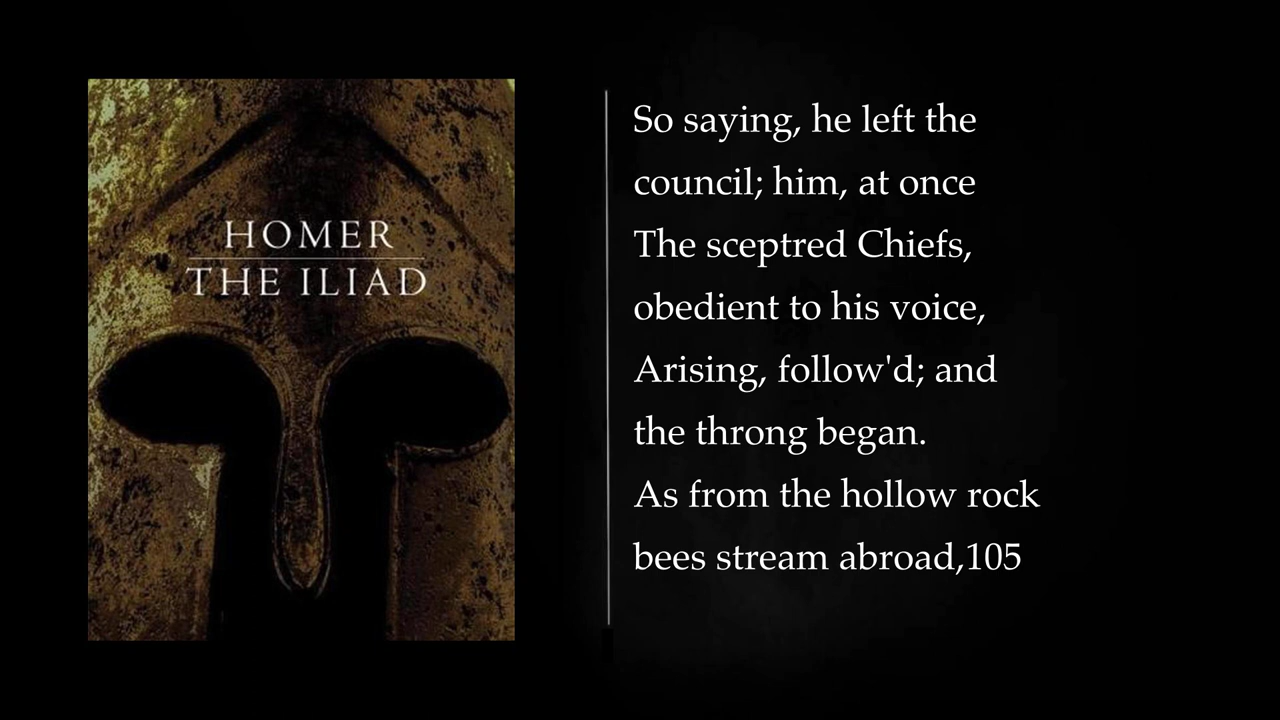 HOMER
THE ILIAD
So saying, he left the
council; him, at once
The sceptred Chiefs,
obedient to his voice,
Arising, follow'd; and
the throng began.
As from the hollow rock
bees stream abroad,105